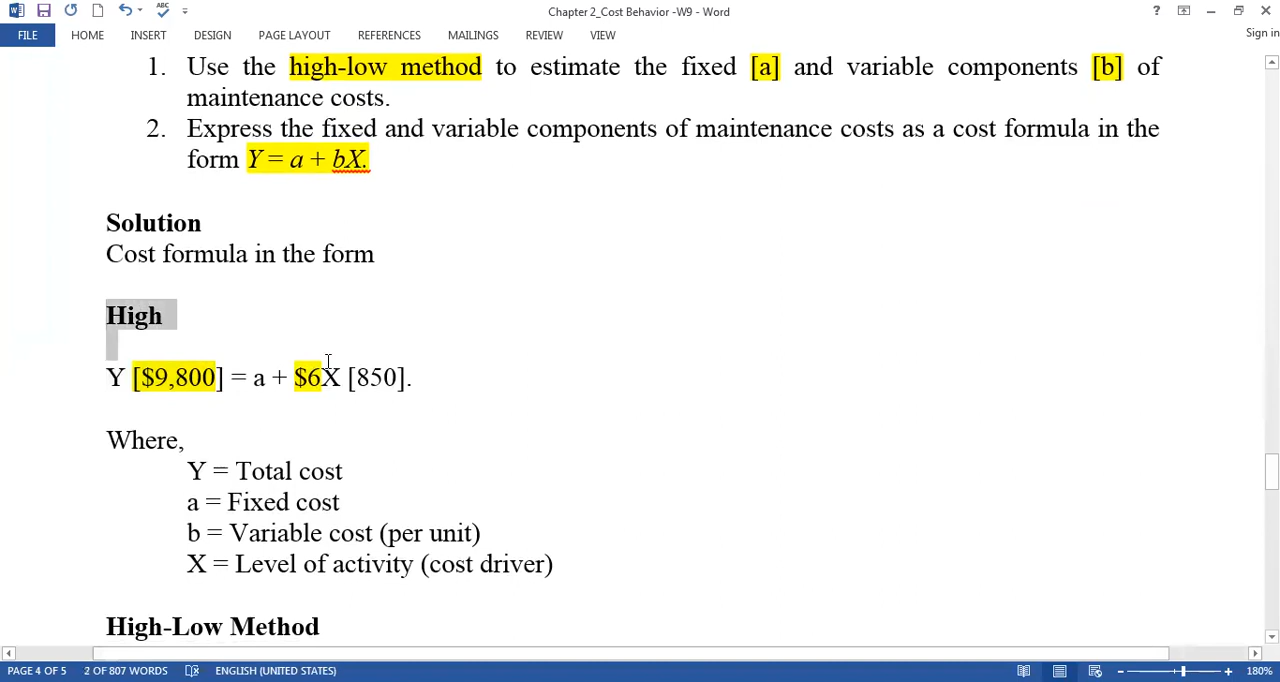 Chapter 2_Cost Behavior -W9 - Word
?
Sign in
FILE HOME INSERT DESIGN PAGE LAYOUT REFERENCES MAILINGS REVIEW VIEW
1. Use the high-low method to estimate the fixed [a] and variable components [b] of
maintenance costs.
2. Express the fixed and variable components of maintenance costs as a cost formula in the
form Y = a + bX.
Solution
Cost formula in the form
High
Y [$9,800] = a + $6X [850].
Where,
Y = Total cost
a = Fixed cost
b = Variable cost (per unit)
X = Level of activity (cost driver)
High-Low Method
PAGE 4 OF 5 2 OF 807 WORDS ENGLISH (UNITED STATES) 180%